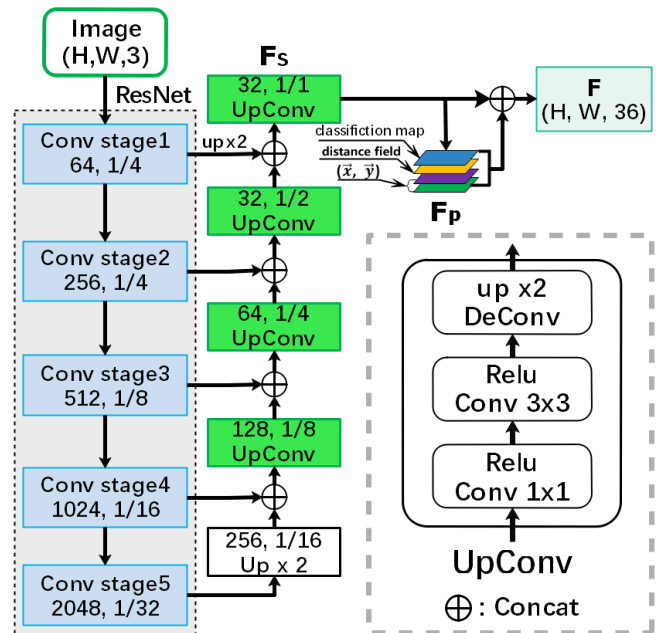 Image
(H,W,3)
ResNet
Conv stage1
64, 1/4
Conv stage2
256, 1/4
Conv stage3
512, 1/8
Conv stage4
1024, 1/16
Conv stage5
2048, 1/32
up x2
Fs
32, 1/1
UpConv
32, 1/2
UpConv
64, 1/4
UpConv
128, 1/8
UpConv
256, 1/16
Up x 2
classifiction map
distance field
(x⃗, y⃗)
Fp
F
(H, W, 36)
up x2
DeConv
Relu
Conv 3x3
Relu
Conv 1x1
UpConv
⊕ : Concat